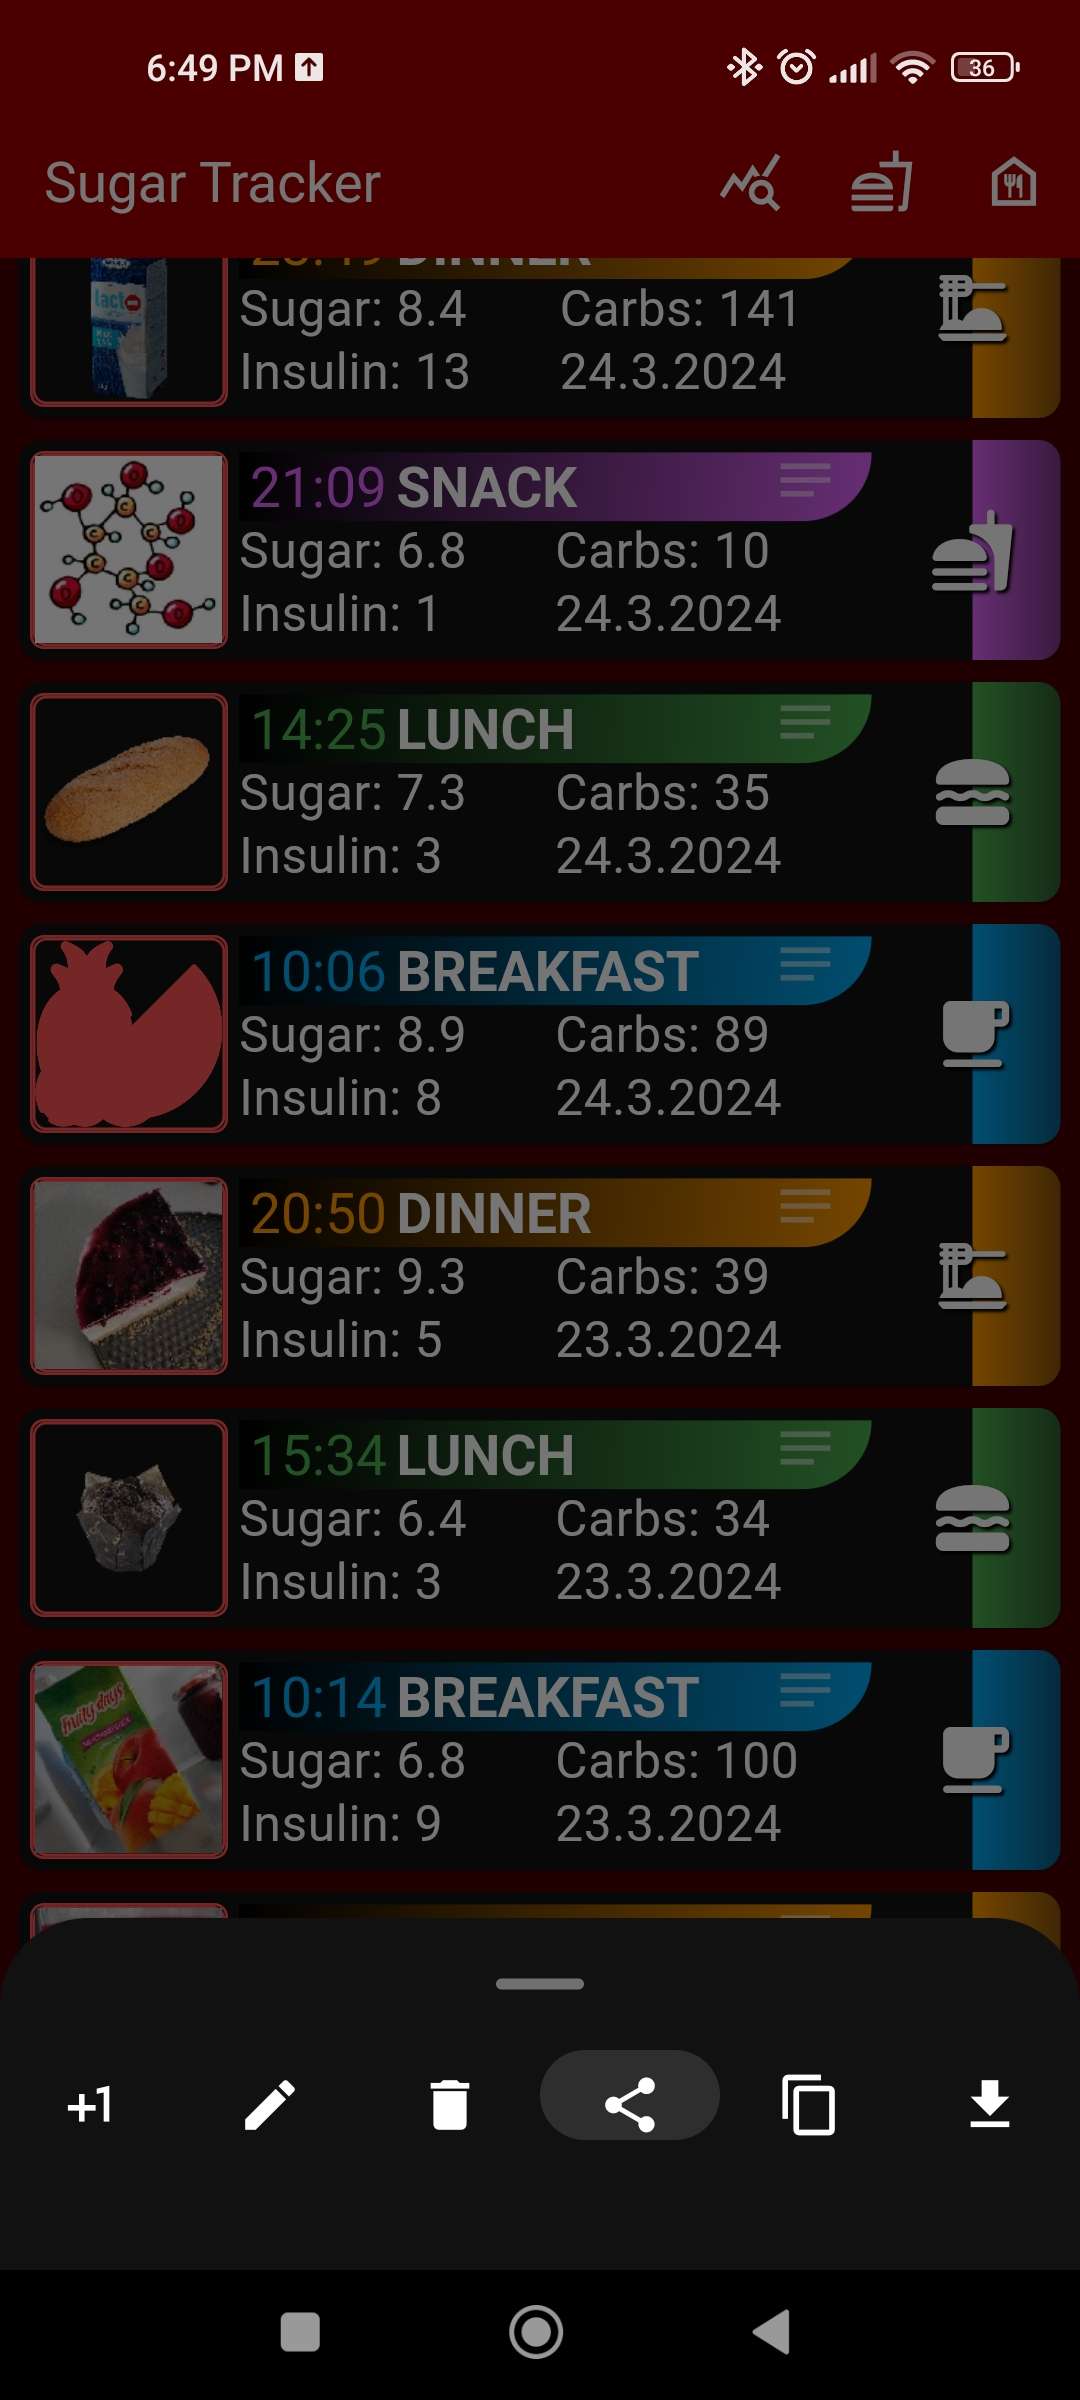 6:49 PM
36
Sugar Tracker
DINNER
Sugar: 8.4 Carbs: 141
Insulin: 13 24.3.2024
21:09 SNACK
Sugar: 6.8 Carbs: 10
Insulin: 1 24.3.2024
14:25 LUNCH
Sugar: 7.3 Carbs: 35
Insulin: 3 24.3.2024
10:06 BREAKFAST
Sugar: 8.9 Carbs: 89
Insulin: 8 24.3.2024
20:50 DINNER
Sugar: 9.3 Carbs: 39
Insulin: 5 23.3.2024
15:34 LUNCH
Sugar: 6.4 Carbs: 34
Insulin: 3 23.3.2024
10:14 BREAKFAST
fruity days
Sugar: 6.8 Carbs: 100
Insulin: 9 23.3.2024
+1